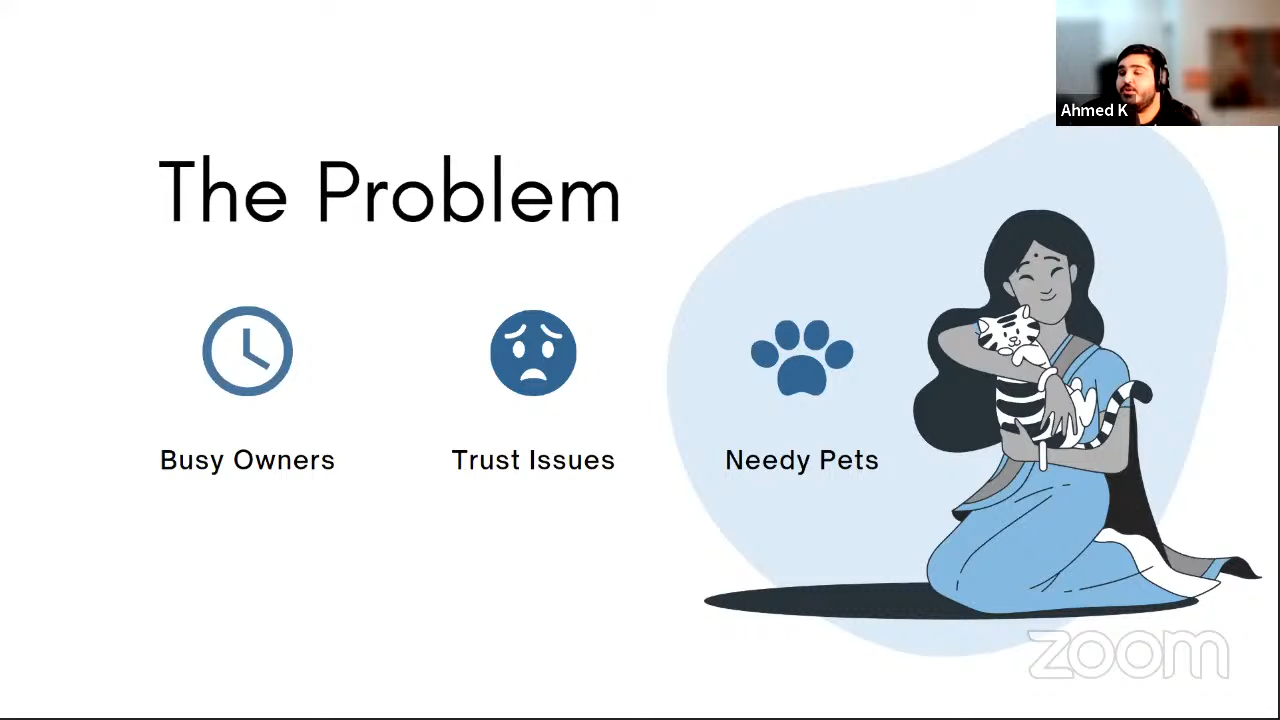 Ahmed K
The Problem
Busy Owners
Trust Issues
Needy Pets
zoom